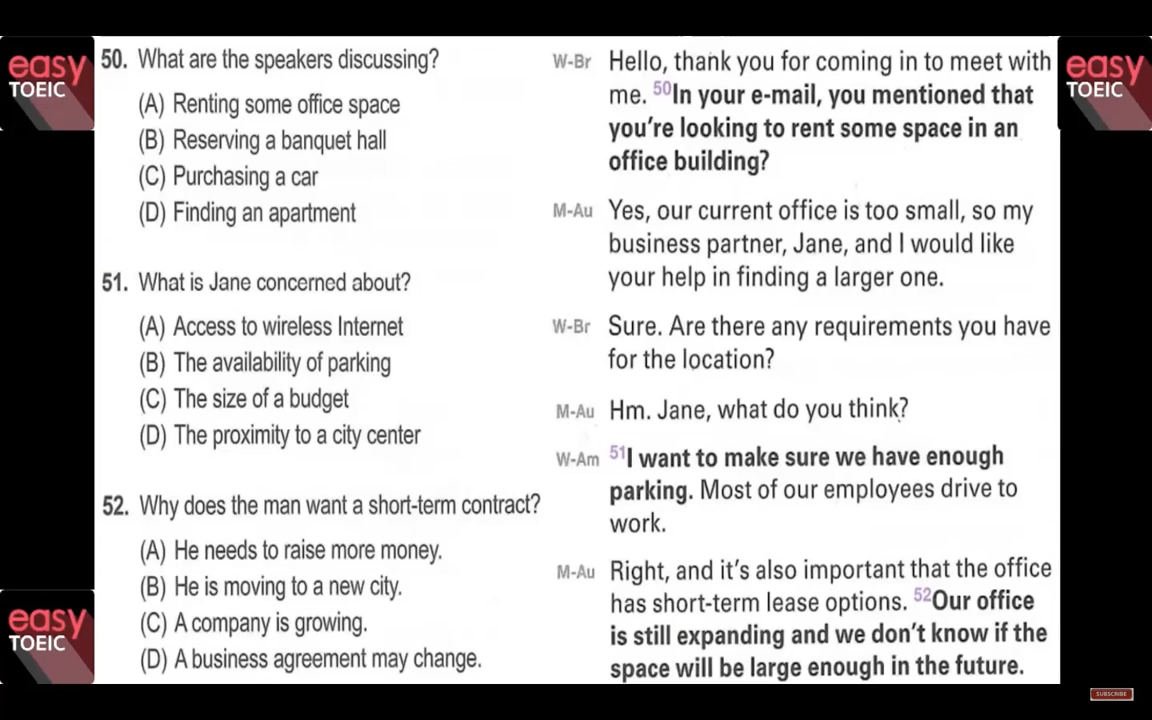 easy
TOEIC
50. What are the speakers discussing?
(A) Renting some office space
(B) Reserving a banquet hall
(C) Purchasing a car
(D) Finding an apartment
51. What is Jane concerned about?
(A) Access to wireless Internet
(B) The availability of parking
(C) The size of a budget
(D) The proximity to a city center
52. Why does the man want a short-term contract?
(A) He needs to raise more money.
(B) He is moving to a new city.
(C) A company is growing.
(D) A business agreement may change.
easy
TOEIC
W-Br Hello, thank you for coming in to meet with
me. 50In your e-mail, you mentioned that
you're looking to rent some space in an
office building?
M-Au Yes, our current office is too small, so my
business partner, Jane, and I would like
your help in finding a larger one.
W-Br Sure. Are there any requirements you have
for the location?
M-Au Hm. Jane, what do you think?
W-Am 51I want to make sure we have enough
parking. Most of our employees drive to
work.
M-Au Right, and it's also important that the office
has short-term lease options. 52Our office
is still expanding and we don't know if the
space will be large enough in the future.
easy
TOEIC
SUBSCRIBE